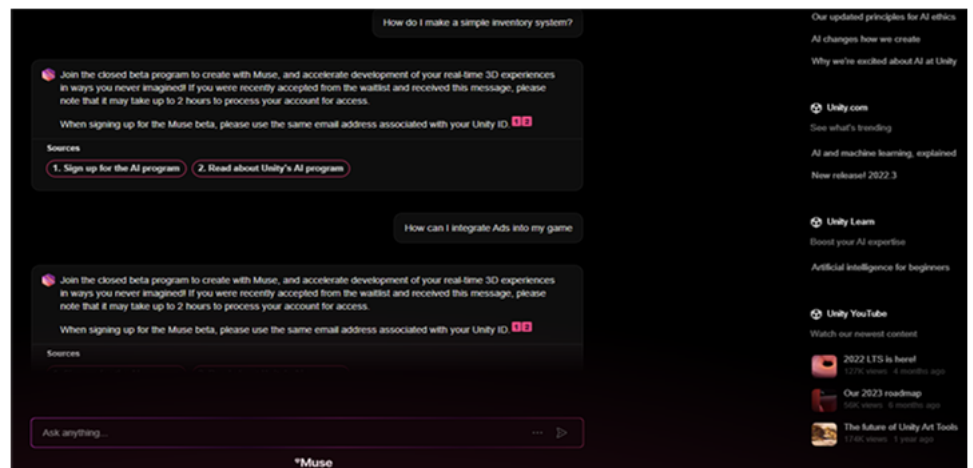 How do I make a simple inventory system?
Join the closed beta program to create with Muse, and accelerate development of your real-time 3D experiences
in ways you never imagined! If you were recently accepted from the waitlist and received this message, please
note that it may take up to 2 hours to process your account for access.
When signing up for the Muse beta, please use the same email address associated with your Unity ID. 1 2
Sources
1. Sign up for the AI program 2. Read about Unity's AI program
How can I integrate Ads into my game
Join the closed beta program to create with Muse, and accelerate development of your real-time 3D experiences
in ways you never imagined! If you were recently accepted from the waitlist and received this message, please
note that it may take up to 2 hours to process your account for access.
When signing up for the Muse beta, please use the same email address associated with your Unity ID. 1 2
Sources
Ask anything...
*Muse
Our updated principles for AI ethics
AI changes how we create
Why we're excited about AI at Unity
Unity.com
See what's trending
AI and machine learning, explained
New release! 2022.3
Unity Learn
Boost your AI expertise
Artificial intelligence for beginners
Unity YouTube
Watch our newest content
2022 LTS is here!
127K views 4 months ago
Our 2023 roadmap
56K views 6 months ago
The future of Unity Art Tools
174K views 1 year ago